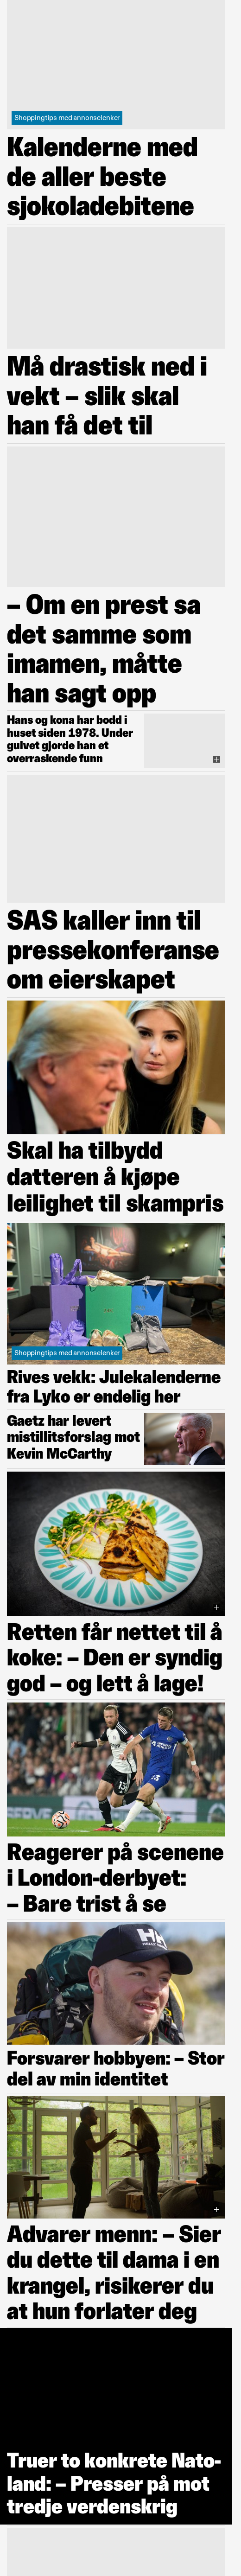 Shoppingtips med annonselenker
Kalenderne med
de aller beste
sjokoladebitene
Må drastisk ned i
vekt – slik skal
han få det til
– Om en prest sa
det samme som
imamen, måtte
han sagt opp
Hans og kona har bodd i
huset siden 1978. Under
gulvet gjorde han et
overraskende funn
SAS kaller inn til
pressekonferanse
om eierskapet
Skal ha tilbydd
datteren å kjøpe
leilighet til skampris
Shoppingtips med annonselenker
Rives vekk: Julekalenderne
fra Lyko er endelig her
Gaetz har levert
mistillitsforslag mot
Kevin McCarthy
Retten får nettet til å
koke: – Den er syndig
god – og lett å lage!
Reagerer på scenene
i London-derbyet:
– Bare trist å se
HH
Forsvarer hobbyen: – Stor
del av min identitet
Advarer menn: – Sier
du dette til dama i en
krangel, risikerer du
at hun forlater deg
Truer to konkrete Nato-
land: – Presser på mot
tredje verdenskrig